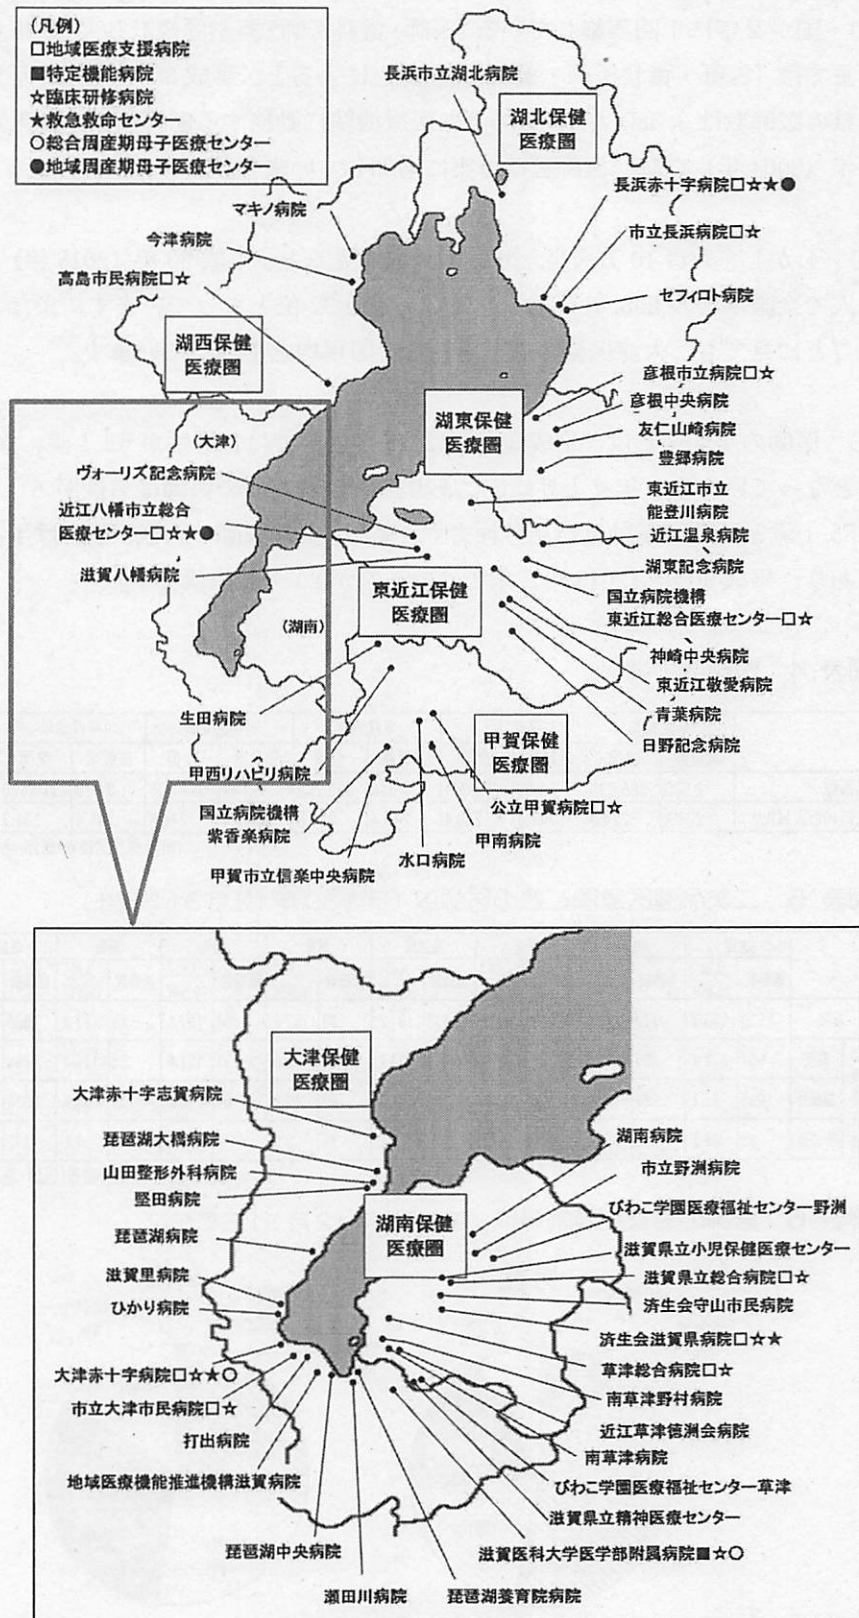 (凡例)
□地域医療支援病院
■特定機能病院
☆臨床研修病院
★救急救命センター
○総合周産期母子医療センター
●地域周産期母子医療センター
長浜市立湖北病院
湖北保健
医療圏
長浜赤十字病院□☆★●
マキノ病院
市立長浜病院□☆
今津病院
高島市民病院□☆
セフィロト病院
湖西保健
医療圏
彦根市立病院□☆
湖東保健
医療圏
彦根中央病院
友仁山崎病院
豊郷病院
(大津)
ヴォーリズ記念病院
東近江市立
能登川病院
近江八幡市立総合
医療センター□☆★●
近江温泉病院
湖東記念病院
滋賀八幡病院
東近江保健
医療圏
国立病院機構
東近江総合医療センター□☆
(湖南)
神崎中央病院
東近江敬愛病院
青葉病院
日野記念病院
生田病院
甲賀保健
医療圏
甲西リハビリ病院
国立病院機構
紫香楽病院
公立甲賀病院□☆
甲南病院
水口病院
甲賀市立信楽中央病院
大津保健
医療圏
大津赤十字志賀病院
琵琶湖大橋病院
山田整形外科病院
堅田病院
湖南病院
市立野洲病院
湖南保健
医療圏
びわこ学園医療福祉センター野洲
琵琶湖病院
滋賀県立小児保健医療センター
滋賀里病院
滋賀県立総合病院□☆
ひかり病院
済生会守山市民病院
済生会滋賀県病院□☆★
大津赤十字病院□☆★○
草津総合病院□☆
市立大津市民病院□☆
南草津野村病院
打出病院
近江草津徳洲会病院
南草津病院
地域医療機能推進機構滋賀病院
びわこ学園医療福祉センター草津
滋賀県立精神医療センター
琵琶湖中央病院
滋賀医科大学医学部附属病院■☆○
瀬田川病院
琵琶湖養育院病院